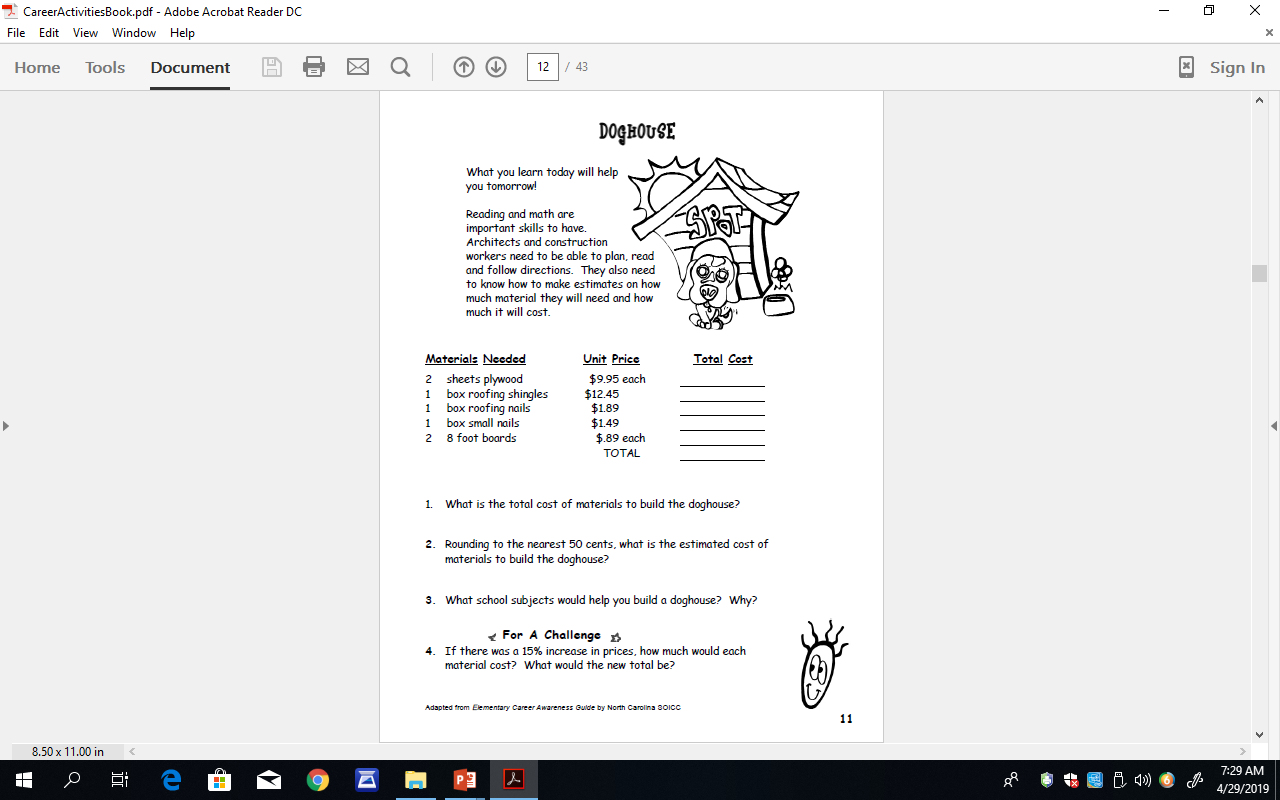 CareerActivitiesBook.pdf - Adobe Acrobat Reader DC
File Edit View Window Help
Home Tools Document 12 / 43 Sign In
DOGHOUSE
What you learn today will help
you tomorrow!
Reading and math are
important skills to have.
Architects and construction
workers need to be able to plan, read
and follow directions. They also need
to know how to make estimates on how
much material they will need and how
much it will cost.
SPOT
Materials Needed Unit Price Total Cost
2 sheets plywood $9.95 each
1 box roofing shingles $12.45
1 box roofing nails $1.89
1 box small nails $1.49
2 8 foot boards $.89 each
TOTAL
1. What is the total cost of materials to build the doghouse?
2. Rounding to the nearest 50 cents, what is the estimated cost of
materials to build the doghouse?
3. What school subjects would help you build a doghouse? Why?
For A Challenge
4. If there was a 15% increase in prices, how much would each
material cost? What would the new total be?
Adapted from Elementary Career Awareness Guide by North Carolina SOICC
11
8.50 x 11.00 in
7:29 AM
4/29/2019